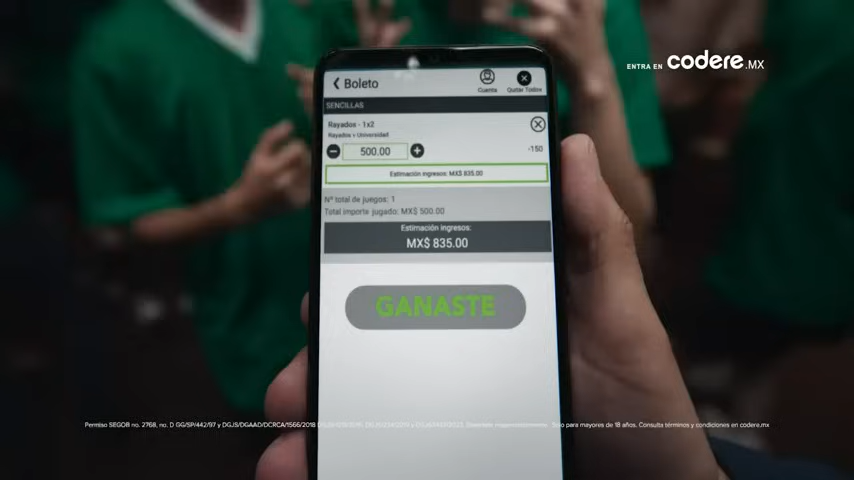 ENTRA EN codere.MX
Boleto
Cuenta
Quitar Todos
SENCILLAS
Rayados - 1x2
Rayados v Universidad
500.00
-150
Estimación ingresos: MX$ 835.00
Nº total de juegos: 1
Total importe jugado: MX$ 500.00
Estimación ingresos:
MX$ 835.00
GANASTE
Permiso SEGOB no. 2768, no. D GG/SP/442/97 y DGJS/DGAAD/DCRCA/1566/2018 Solo para mayores de 18 años. Consulta términos y condiciones en codere.mx